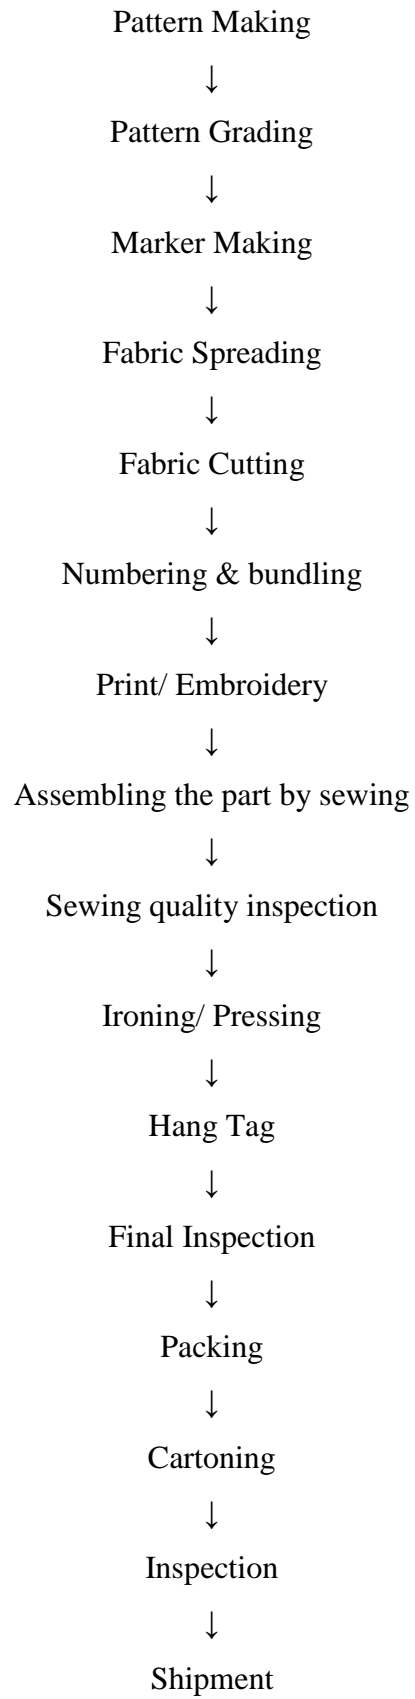 Pattern Making
↓
Pattern Grading
↓
Marker Making
↓
Fabric Spreading
↓
Fabric Cutting
↓
Numbering & bundling
↓
Print/ Embroidery
↓
Assembling the part by sewing
↓
Sewing quality inspection
↓
Ironing/ Pressing
↓
Hang Tag
↓
Final Inspection
↓
Packing
↓
Cartoning
↓
Inspection
↓
Shipment